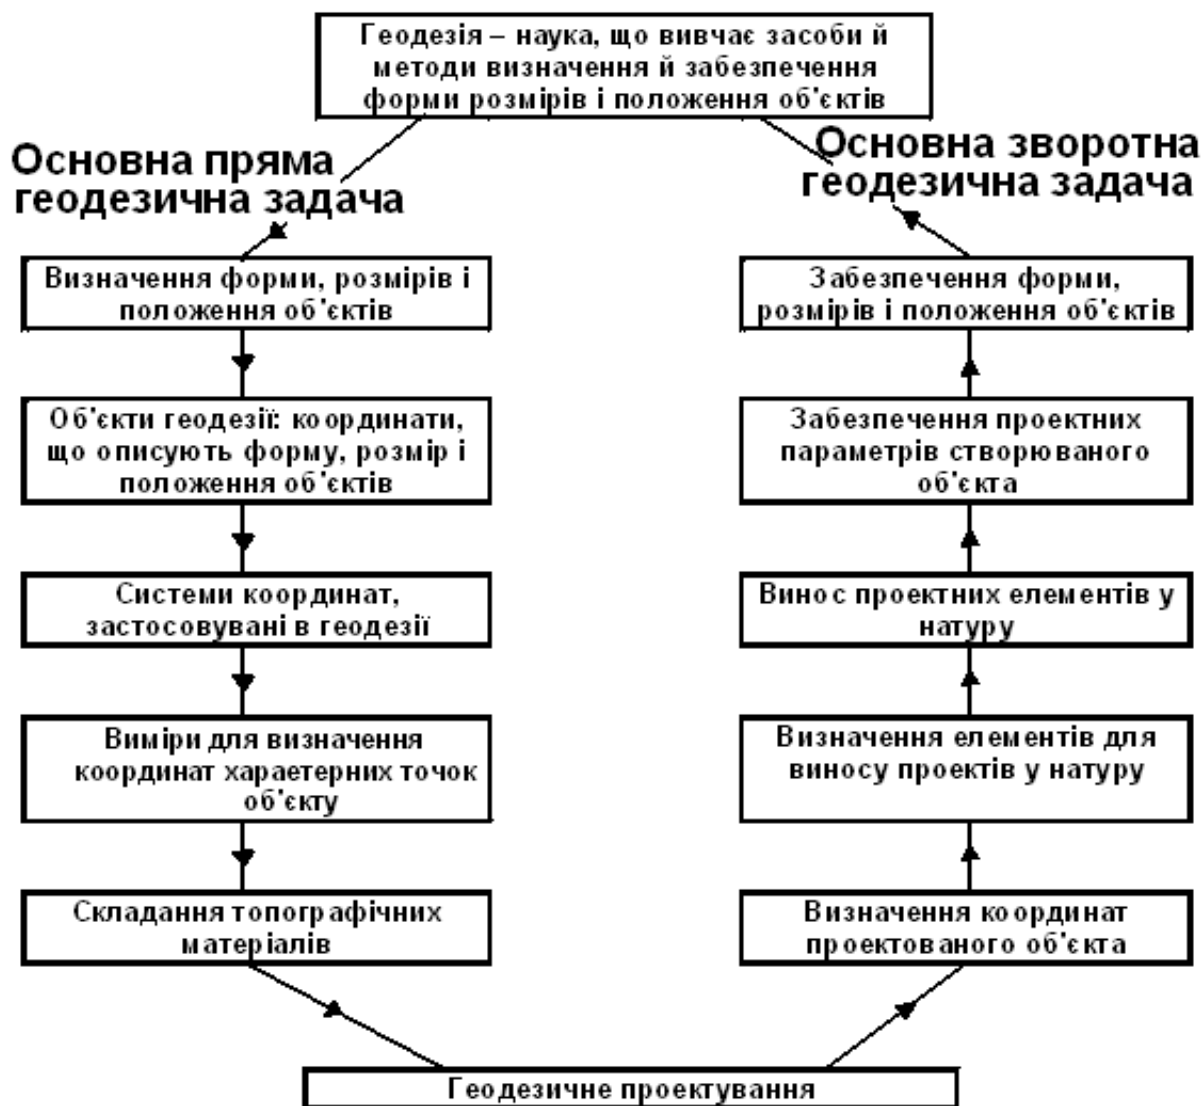 Геодезія – наука, що вивчає засоби й
методи визначення й забезпечення
форми розмірів і положення об'єктів
Основна пряма
геодезична задача
Основна зворотна
геодезична задача
Визначення форми, розмірів і
положення об'єктів
Об'єкти геодезії: координати,
що описують форму, розмір і
положення об'єктів
Системи координат,
застосовувані в геодезії
Виміри для визначення
координат хараетерних точок
об'єкту
Складання топографічних
матеріалів
Забезпечення форми,
розмірів і положення об'єктів
Забезпечення проектних
параметрів створюваного
об'єкта
Винос проектних елементів у
натуру
Визначення елементів для
виносу проектів у натуру
Визначення координат
проектованого об'єкта
Геодезичне проектування